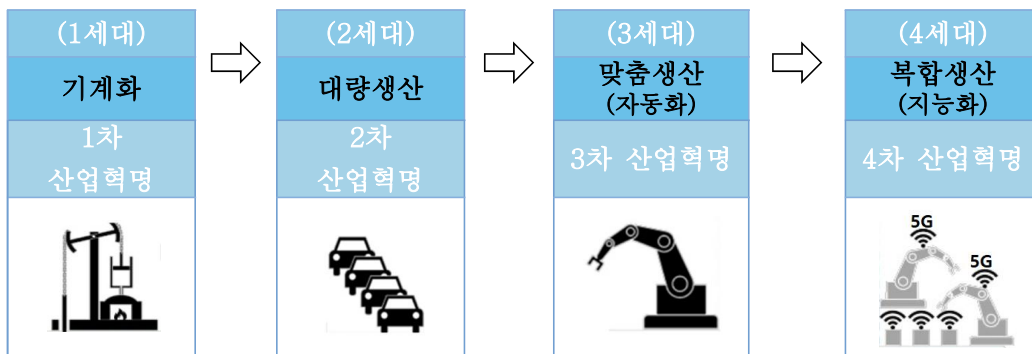 (1세대)
기계화
1차
산업혁명
(2세대)
대량생산
2차
산업혁명
(3세대)
맞춤생산
(자동화)
3차 산업혁명
(4세대)
복합생산
(지능화)
4차 산업혁명
5G
5G